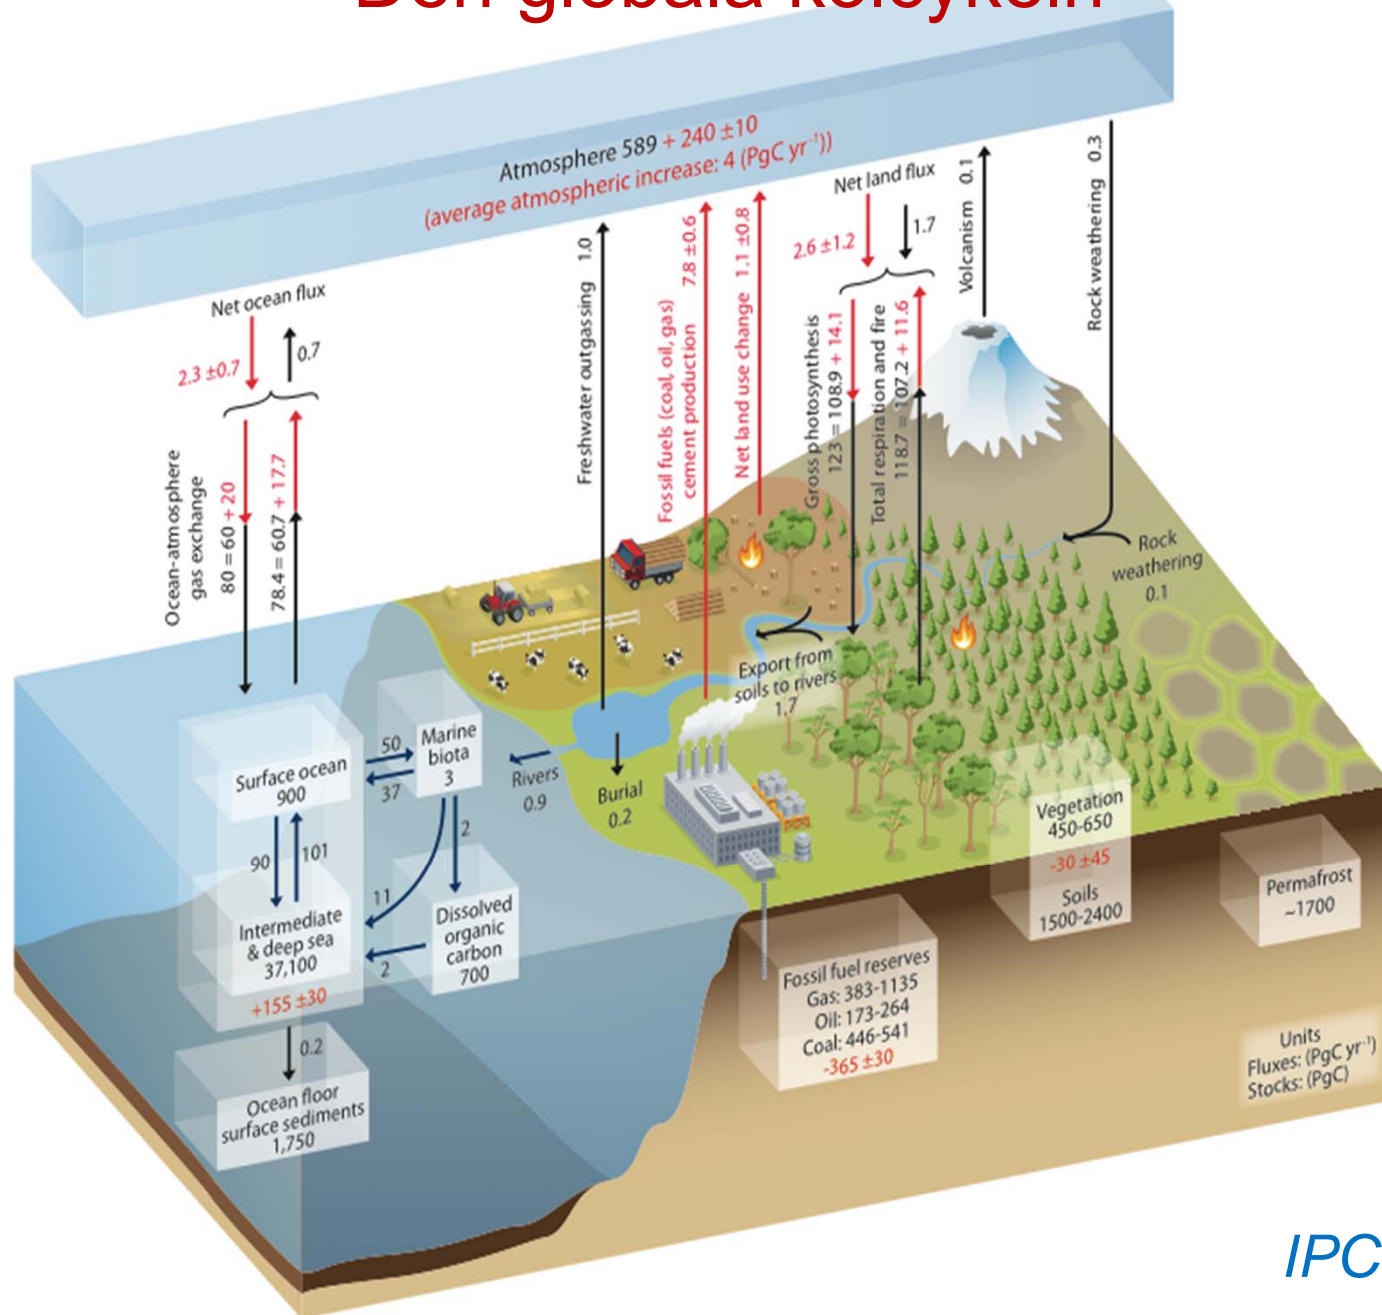 Den globala kolcykeln
Atmosphere 589 + 240 ±10
(average atmospheric increase: 4 (PgC yr⁻¹))
Net ocean flux
2.3 ±0.7
0.7
Ocean-atmosphere
gas exchange
80 = 60 +20
78.4 = 60.7 + 17.7
Freshwater outgassing 1.0
Fossil fuels (coal, oil, gas)
cement production 7.8 ±0.6
Net land use change 1.1 ±0.8
Net land flux
2.6 ±1.2
1.7
Gross photosynthesis
123 = 108.9 + 14.1
Total respiration and fire
118.7 = 107.2 + 11.6
Volcanism 0.1
Rock weathering 0.3
Rock
weathering
0.1
Export from
soils to rivers
1.7
Surface ocean
900
50
37
Marine
biota
3
Rivers
0.9
Burial
0.2
90
101
2
11
Intermediate
& deep sea
37,100
+155 ±30
Dissolved
organic
carbon
700
2
0.2
Ocean floor
surface sediments
1,750
Vegetation
450-650
-30 ±45
Soils
1500-2400
Permafrost
~1700
Fossil fuel reserves
Gas: 383-1135
Oil: 173-264
Coal: 446-541
-365 ±30
Units
Fluxes: (PgC yr⁻¹)
Stocks: (PgC)
IPC